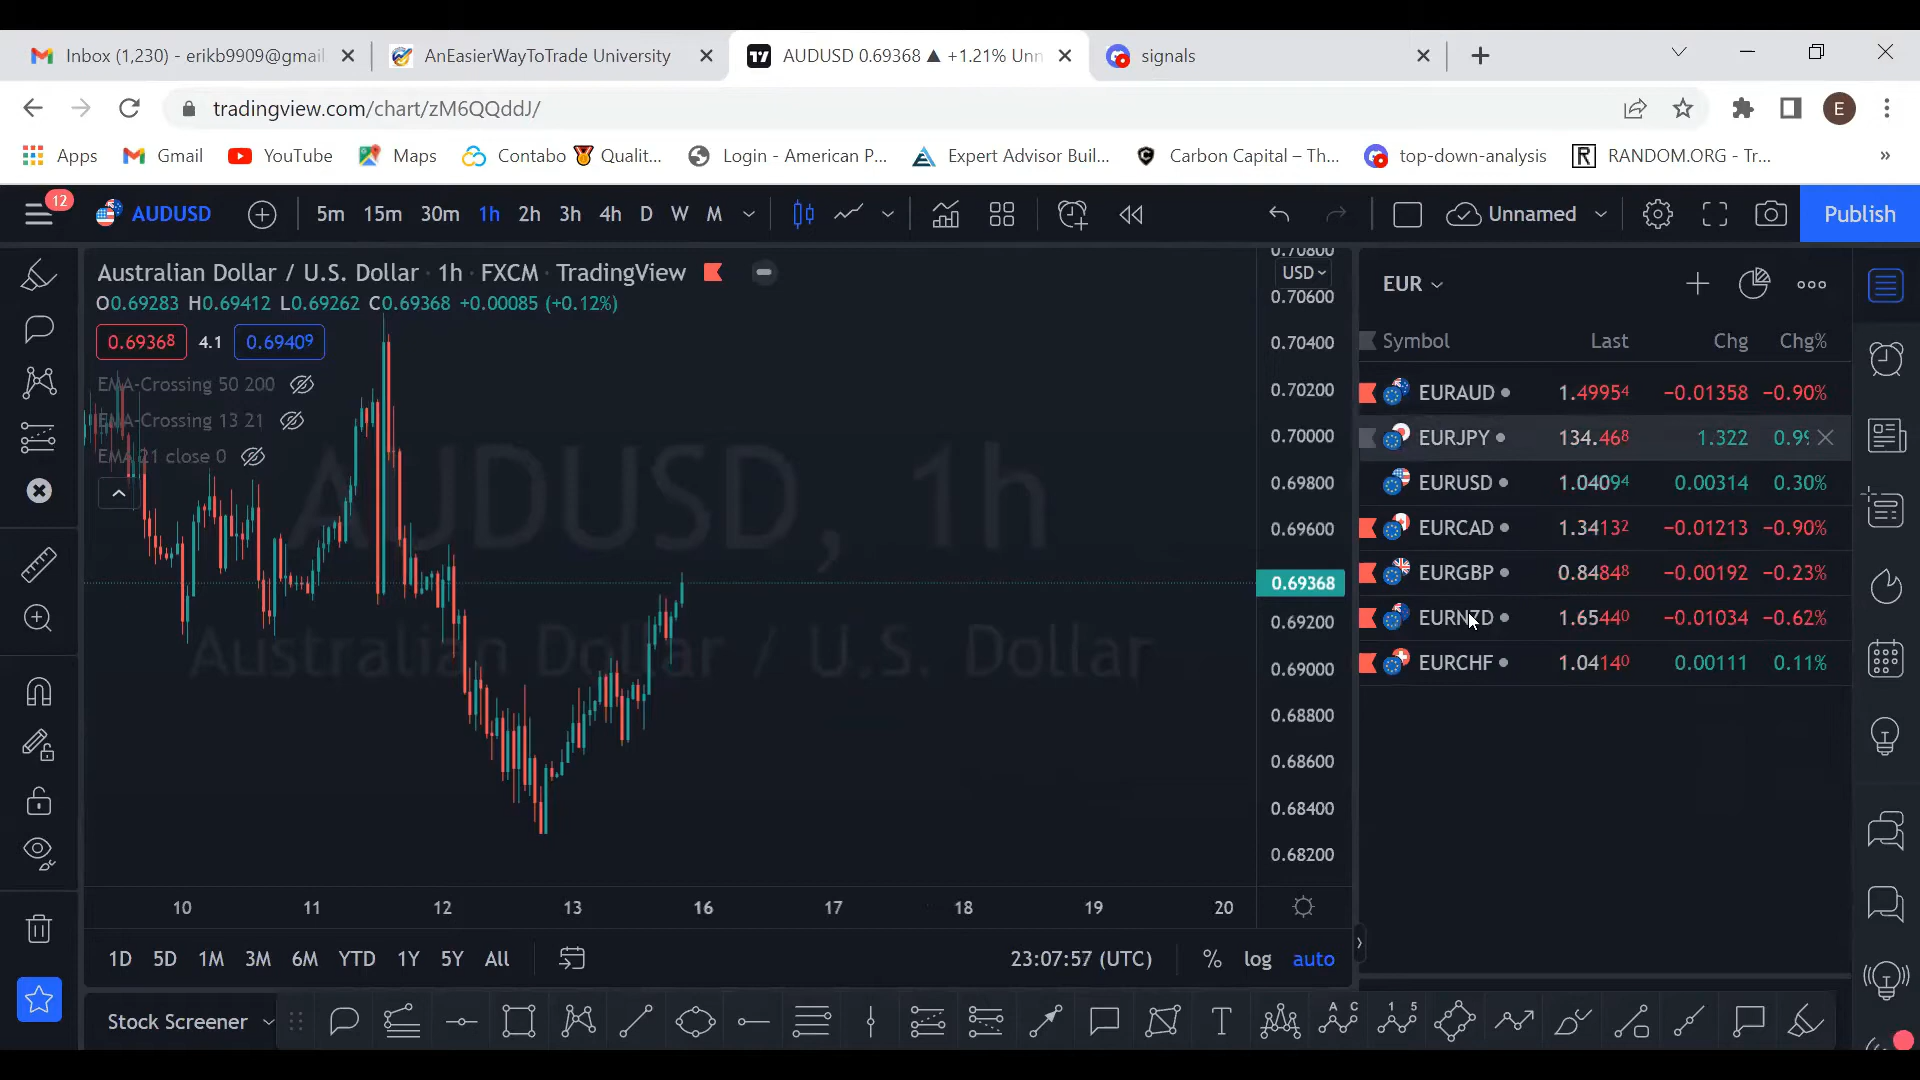 Inbox (1,230) - erikb9909@gmail
AnEasierWayToTrade University
AUDUSD 0.69368 ▲ +1.21% Unn
signals
tradingview.com/chart/zM6QQddJ/
E
Apps
Gmail
YouTube
Maps
Contabo
Qualit...
Login - American P...
Expert Advisor Buil...
Carbon Capital – Th...
top-down-analysis
RANDOM.ORG - Tr...
»
12
AUDUSD
5m 15m 30m 1h 2h 3h 4h D W M
Unnamed
Publish
Australian Dollar / U.S. Dollar · 1h · FXCM · TradingView
O0.69283 H0.69412 L0.69262 C0.69368 +0.00085 (+0.12%)
0.69368 4.1 0.69409
EMA-Crossing 50 200
EMA-Crossing 13 21
EMA 21 close 0
AUDUSD, 1h
Australian Dollar / U.S. Dollar
0.70800
USD
0.70600
0.70400
0.70200
0.70000
0.69800
0.69600
0.69368
0.69200
0.69000
0.68800
0.68600
0.68400
0.68200
10 11 12 13 16 17 18 19 20
1D 5D 1M 3M 6M YTD 1Y 5Y All
23:07:57 (UTC)
% log auto
EUR
Symbol Last Chg Chg%
EURAUD 1.49954 −0.01358 −0.90%
EURJPY 134.468 1.322 0.99
EURUSD 1.04094 0.00314 0.30%
EURCAD 1.34132 −0.01213 −0.90%
EURGBP 0.84848 −0.00192 −0.23%
EURNZD 1.65440 −0.01034 −0.62%
EURCHF 1.04140 0.00111 0.11%
Stock Screener
T
A C
1 5